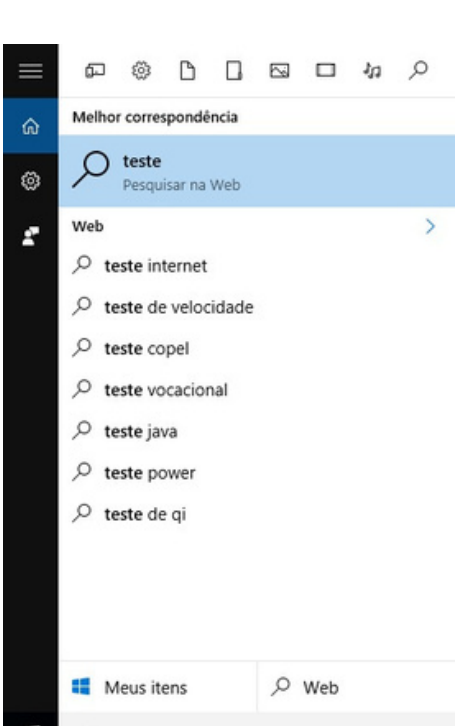 Melhor correspondência
teste
Pesquisar na Web
Web
teste internet
teste de velocidade
teste copel
teste vocacional
teste java
teste power
teste de qi
Meus itens
Web